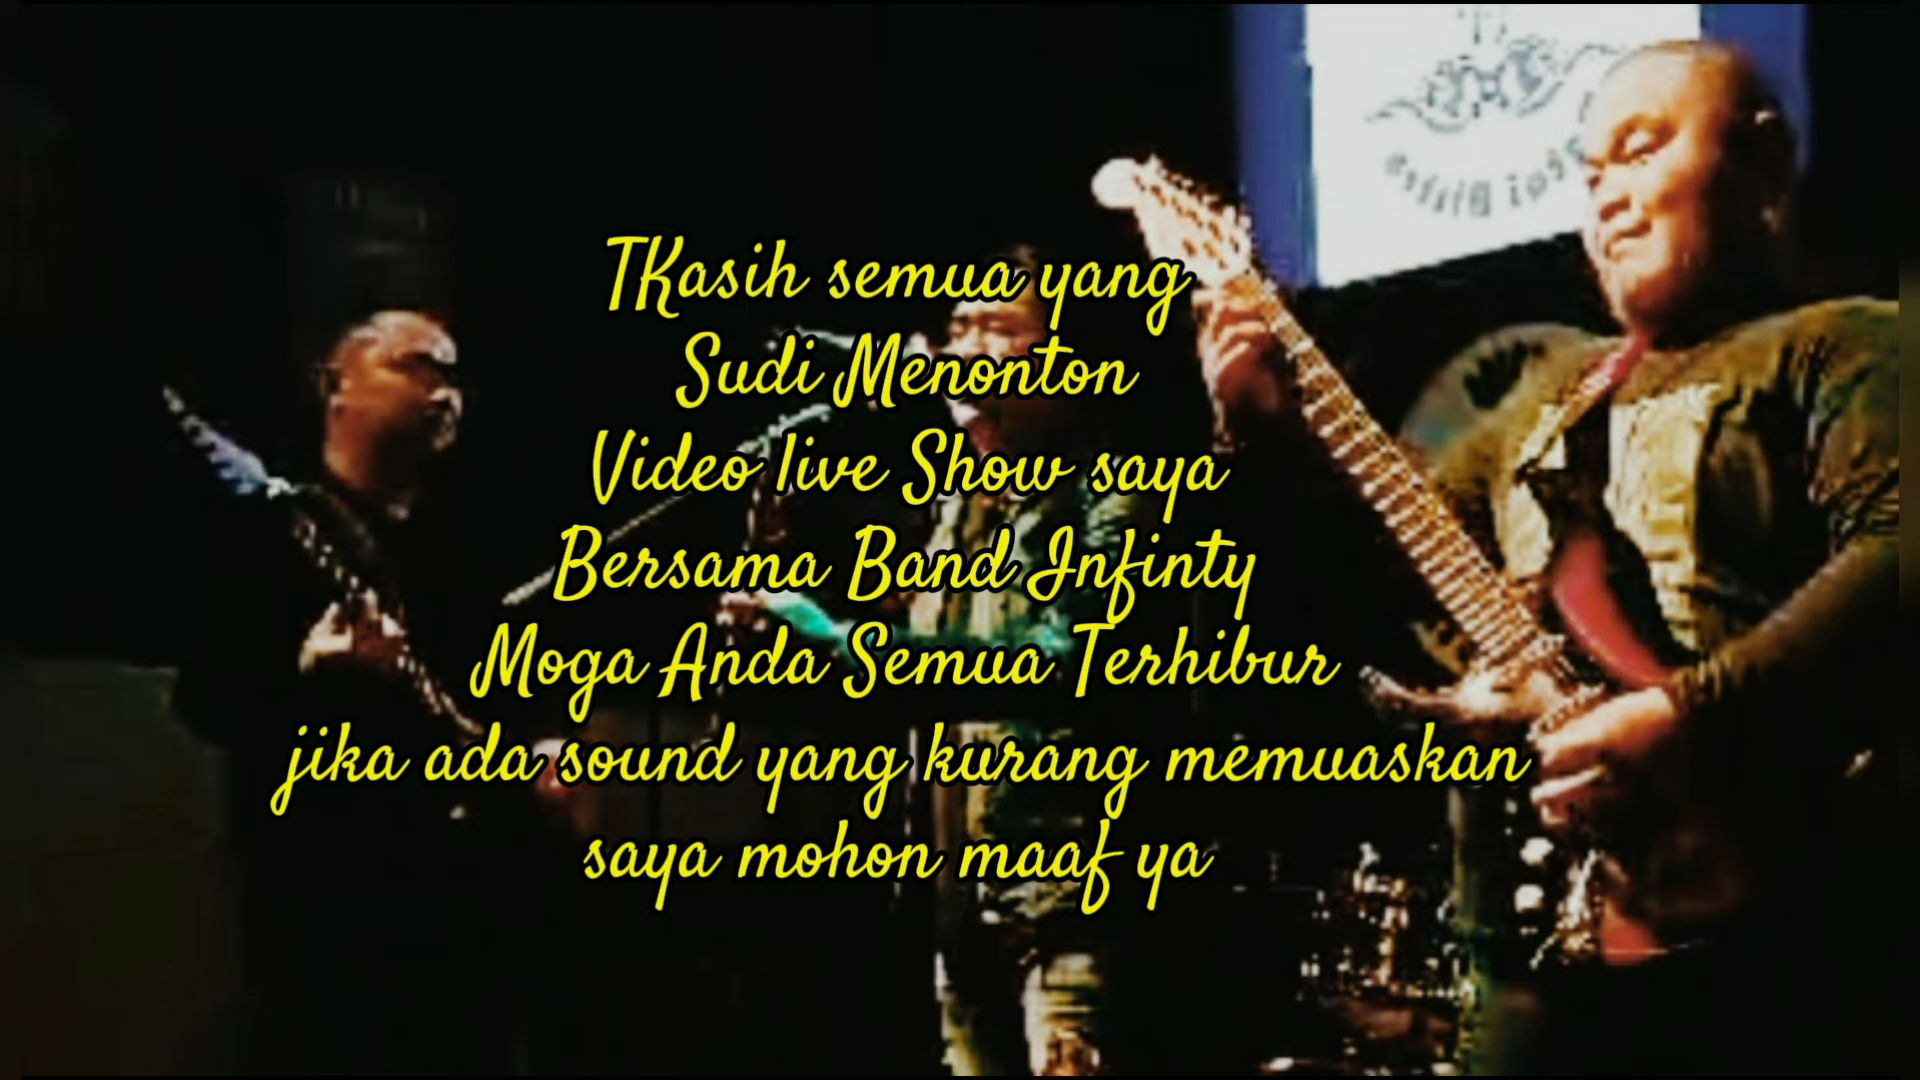 TKasih semua yang
Sudi Menonton
Video live Show saya
Bersama Band Infinty
Moga Anda Semua Terhibur
jika ada sound yang kurang memuaskan
saya mohon maaf ya